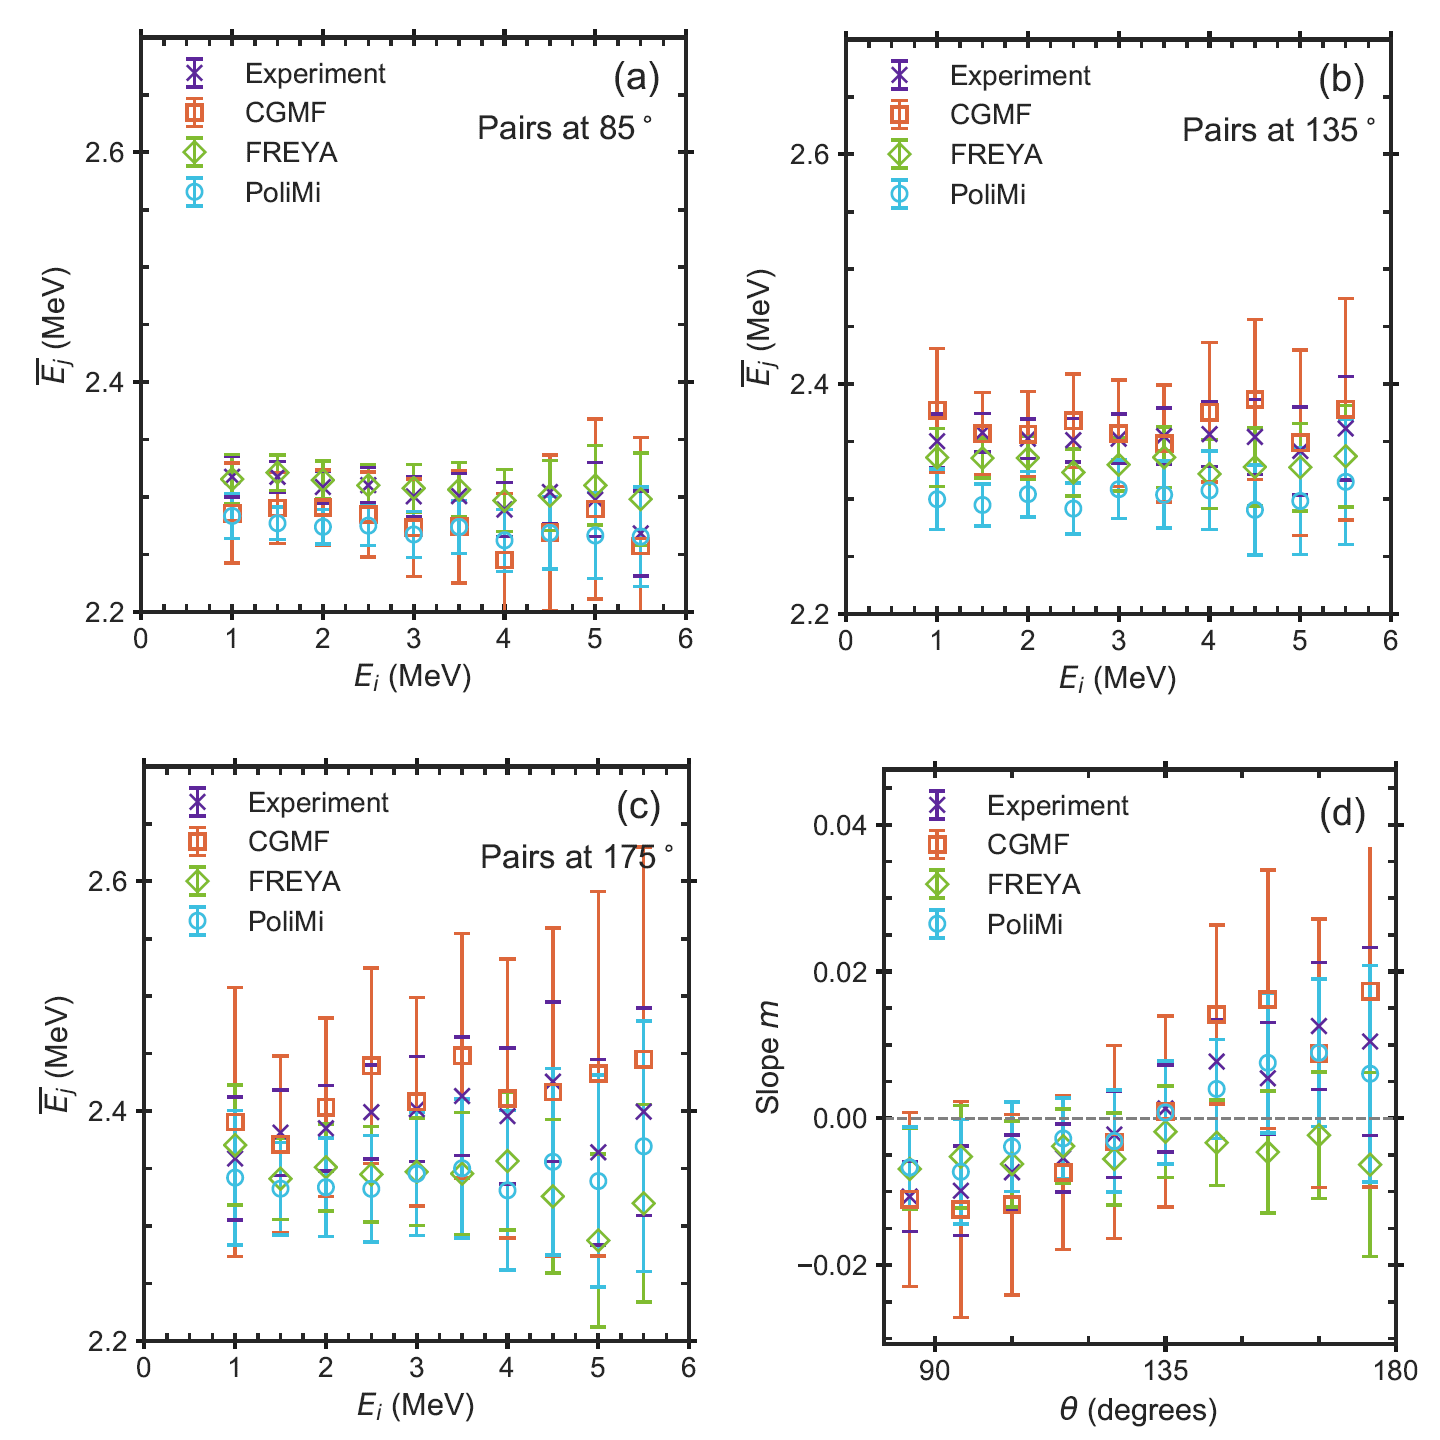 (a)
Experiment
CGMF
FREYA
PoliMi
Pairs at 85°
2.6
2.4
2.2
0 1 2 3 4 5 6
E̅j (MeV)
Ei (MeV)
(b)
Experiment
CGMF
FREYA
PoliMi
Pairs at 135°
2.6
2.4
2.2
0 1 2 3 4 5 6
E̅j (MeV)
Ei (MeV)
(c)
Experiment
CGMF
FREYA
PoliMi
Pairs at 175°
2.6
2.4
2.2
0 1 2 3 4 5 6
E̅j (MeV)
Ei (MeV)
(d)
Experiment
CGMF
FREYA
PoliMi
0.04
0.02
0.00
−0.02
90 135 180
Slope m
θ (degrees)